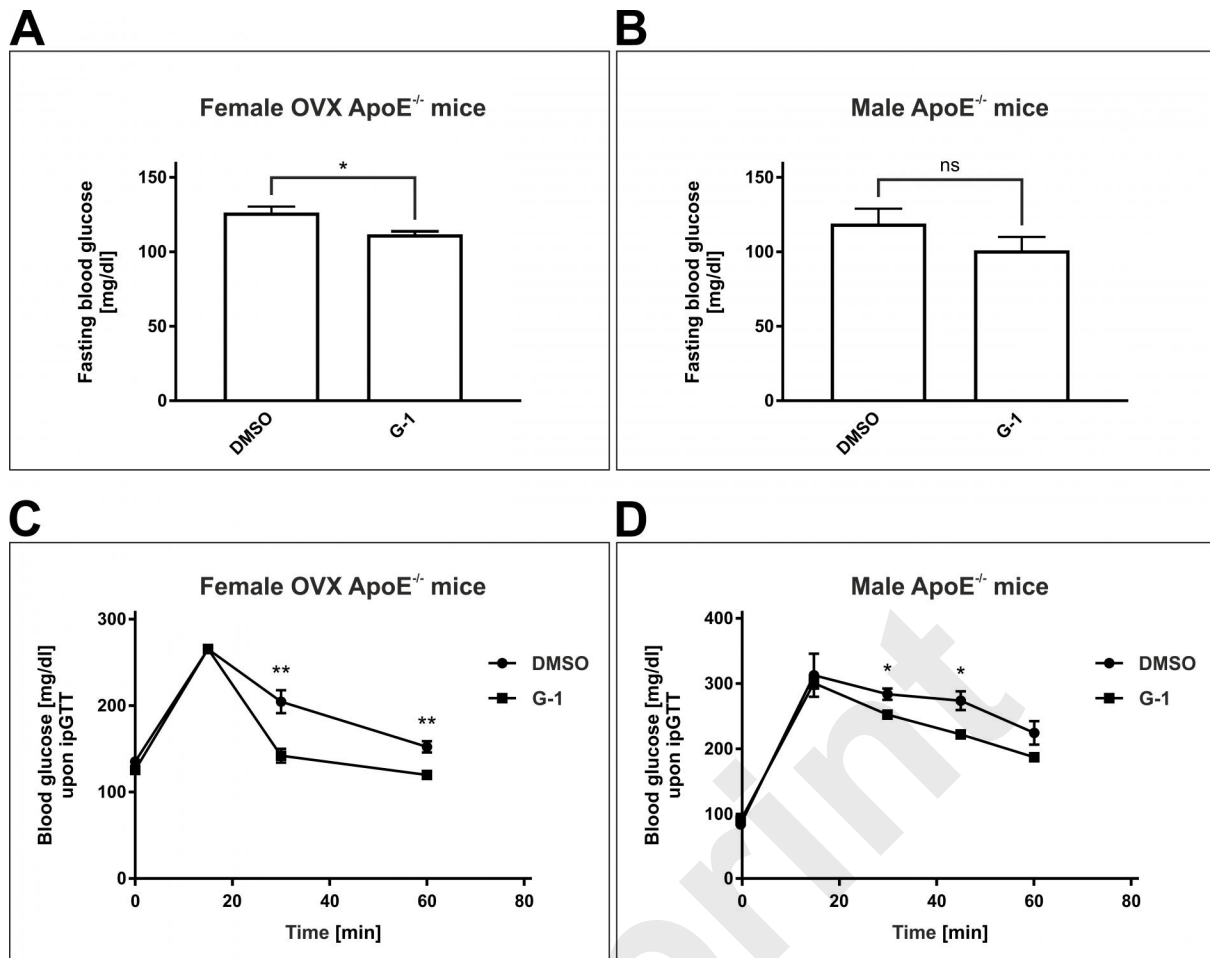 A
Female OVX ApoE-/- mice
Fasting blood glucose
[mg/dl]
150
100
50
0
*
DMSO
G-1
B
Male ApoE-/- mice
Fasting blood glucose
[mg/dl]
150
100
50
0
ns
DMSO
G-1
C
Female OVX ApoE-/- mice
Blood glucose [mg/dl]
upon ipGTT
300
200
100
0
**
**
DMSO
G-1
0 20 40 60 80
Time [min]
D
Male ApoE-/- mice
Blood glucose [mg/dl]
upon ipGTT
400
300
200
100
0
*
*
DMSO
G-1
0 20 40 60 80
Time [min]
rint